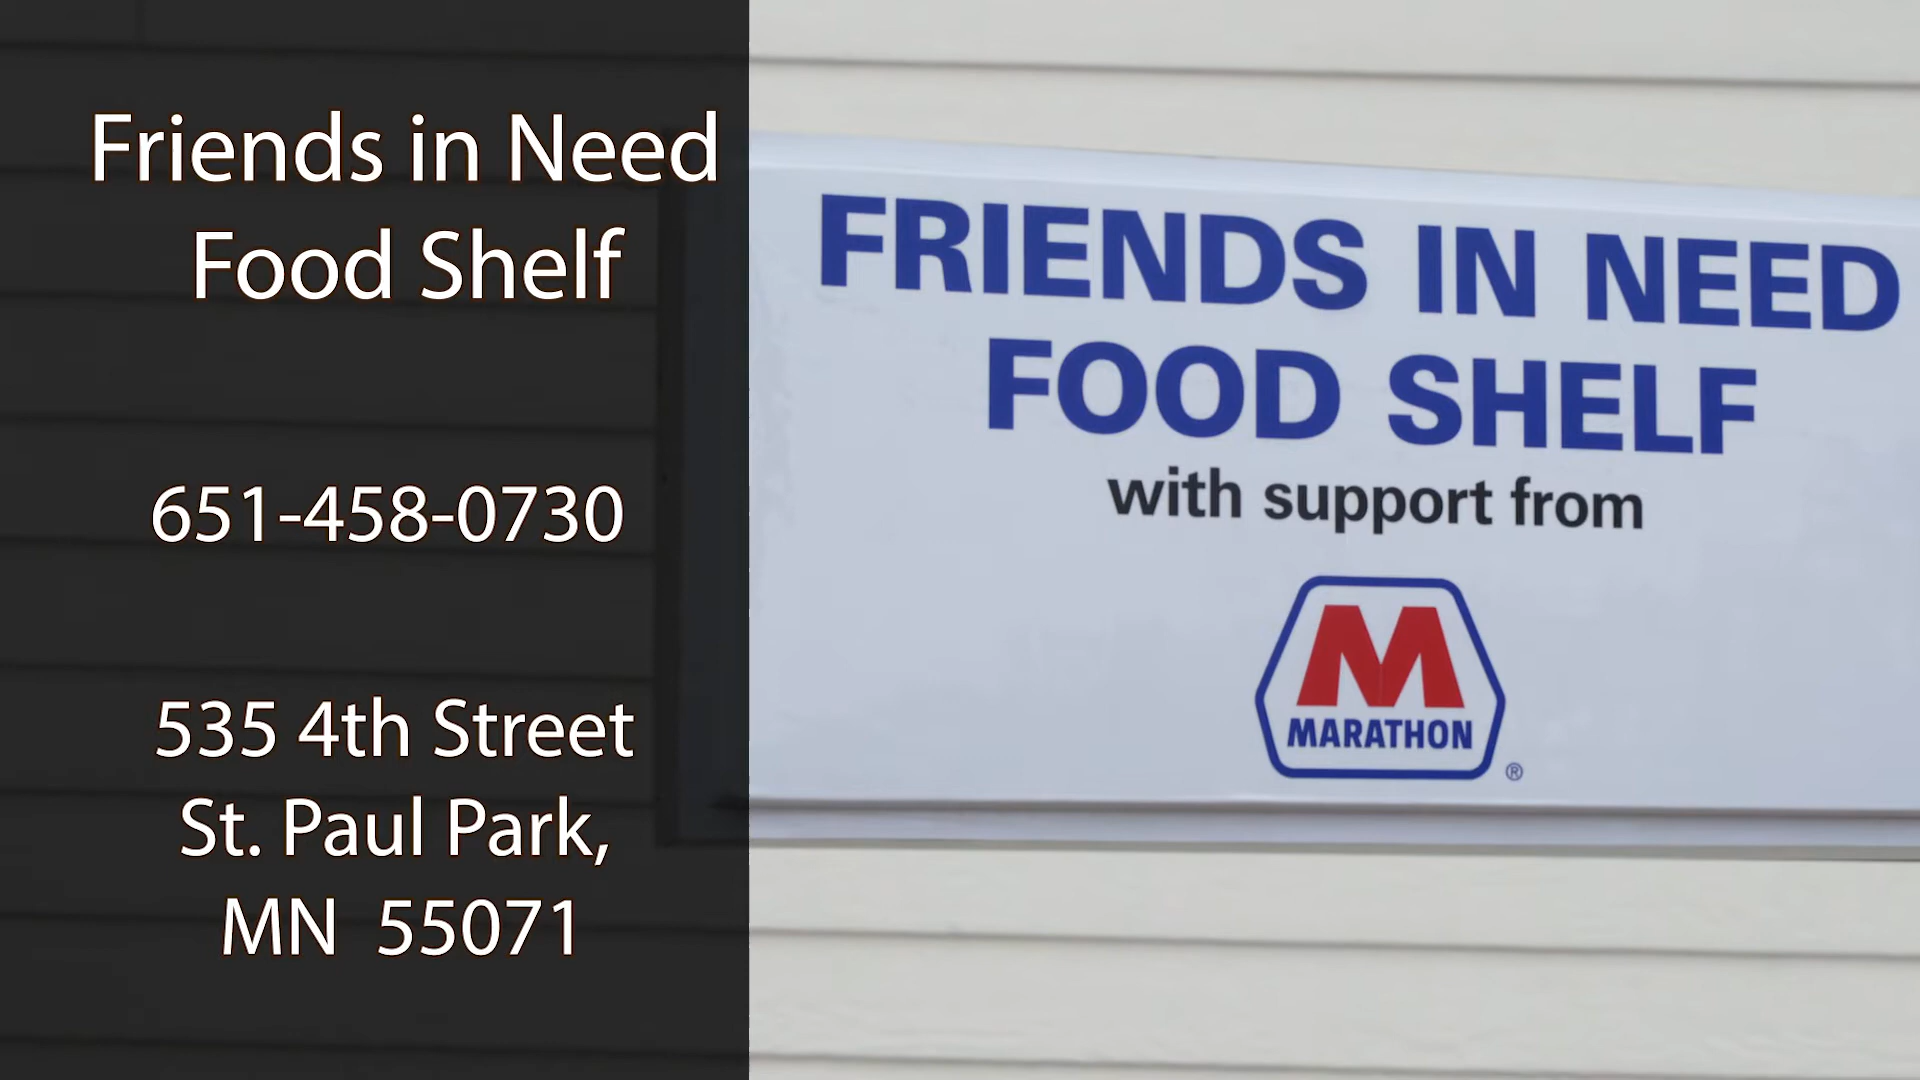 Friends in Need
Food Shelf
651-458-0730
535 4th Street
St. Paul Park,
MN 55071
FRIENDS IN NEED
FOOD SHELF
with support from
M
MARATHON
®